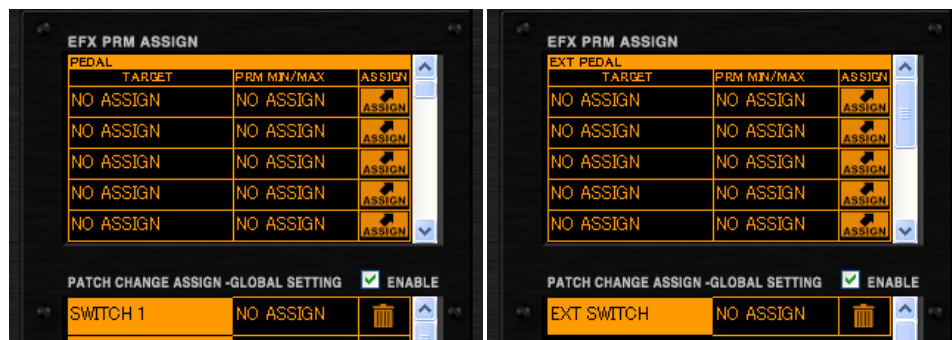 EFX PRM ASSIGN
PEDAL
TARGET PRM MIN/MAX ASSIGN
NO ASSIGN NO ASSIGN ASSIGN
NO ASSIGN NO ASSIGN ASSIGN
NO ASSIGN NO ASSIGN ASSIGN
NO ASSIGN NO ASSIGN ASSIGN
NO ASSIGN NO ASSIGN ASSIGN
PATCH CHANGE ASSIGN -GLOBAL SETTING ENABLE
SWITCH 1 NO ASSIGN
EFX PRM ASSIGN
EXT PEDAL
TARGET PRM MIN/MAX ASSIGN
NO ASSIGN NO ASSIGN ASSIGN
NO ASSIGN NO ASSIGN ASSIGN
NO ASSIGN NO ASSIGN ASSIGN
NO ASSIGN NO ASSIGN ASSIGN
NO ASSIGN NO ASSIGN ASSIGN
PATCH CHANGE ASSIGN -GLOBAL SETTING ENABLE
EXT SWITCH NO ASSIGN